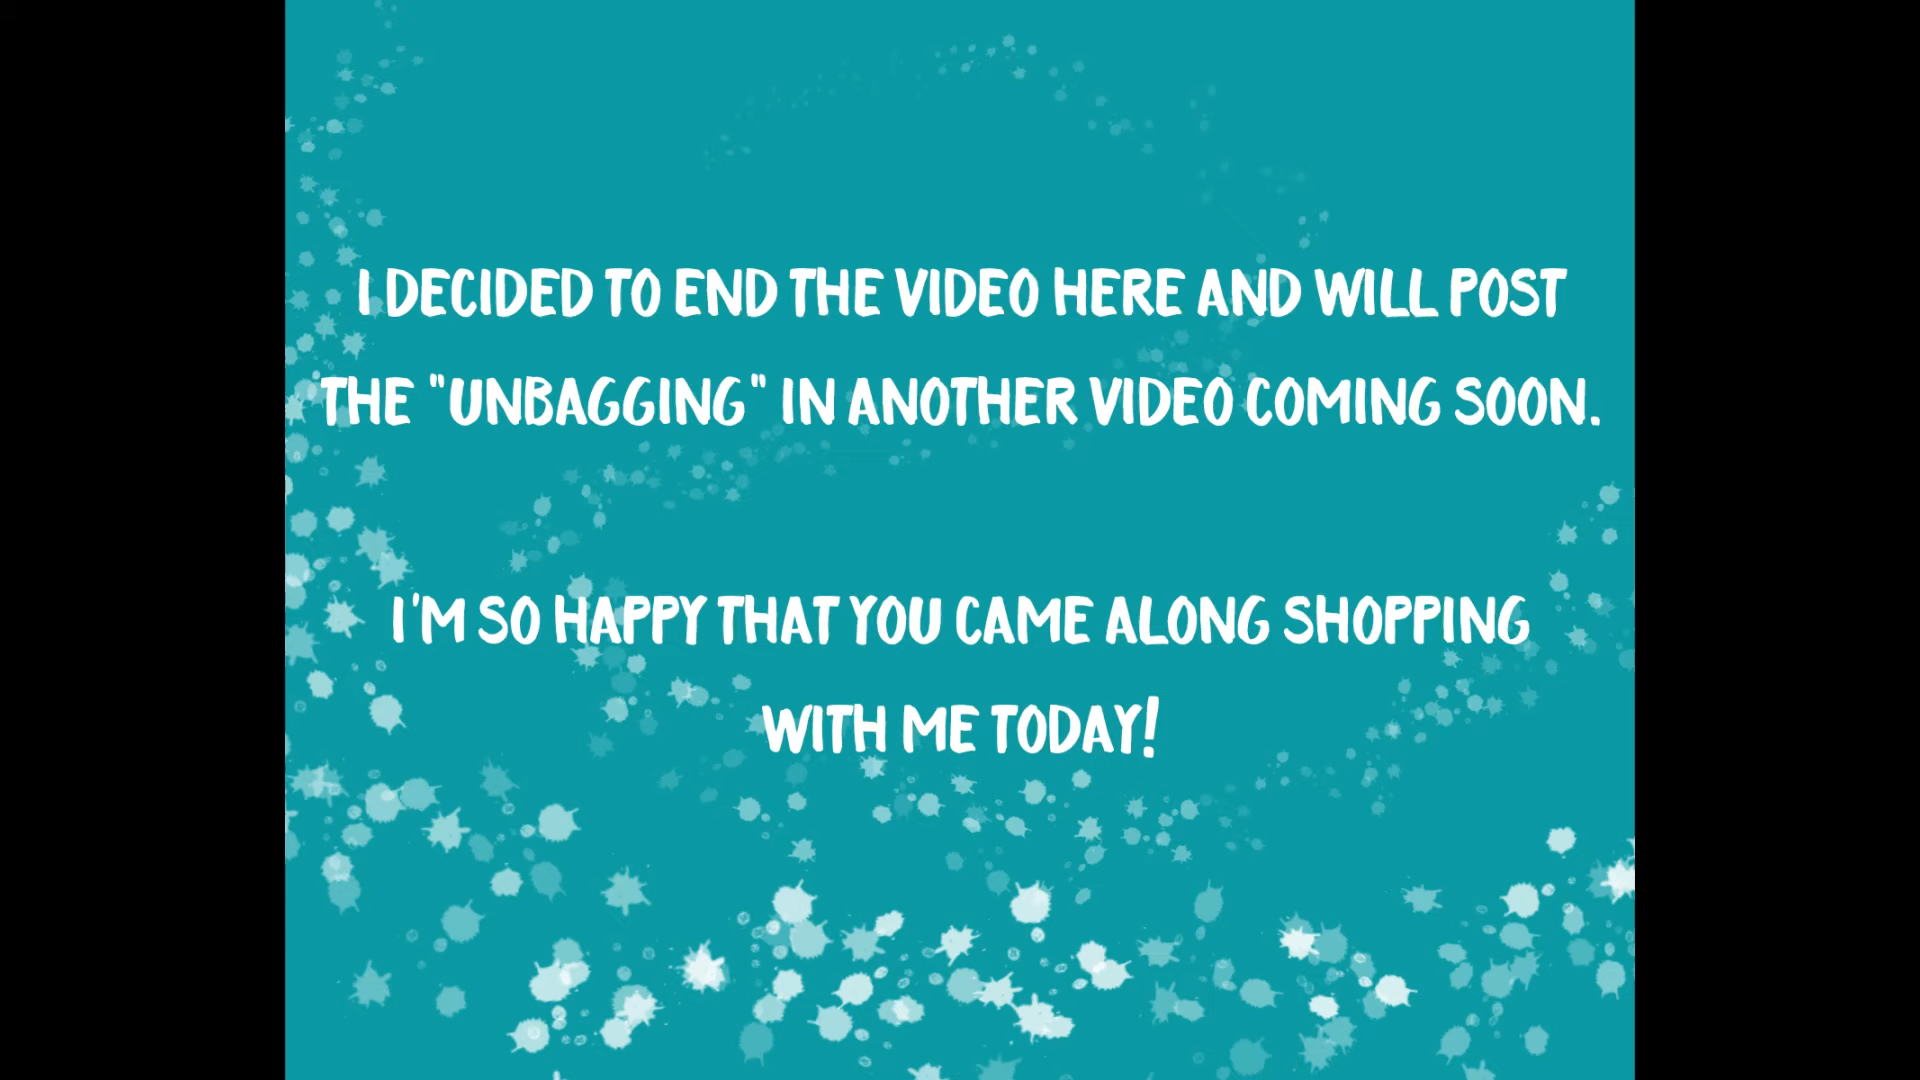 I DECIDED TO END THE VIDEO HERE AND WILL POST
THE "UNBAGGING" IN ANOTHER VIDEO COMING SOON.
I'M SO HAPPY THAT YOU CAME ALONG SHOPPING
WITH ME TODAY!